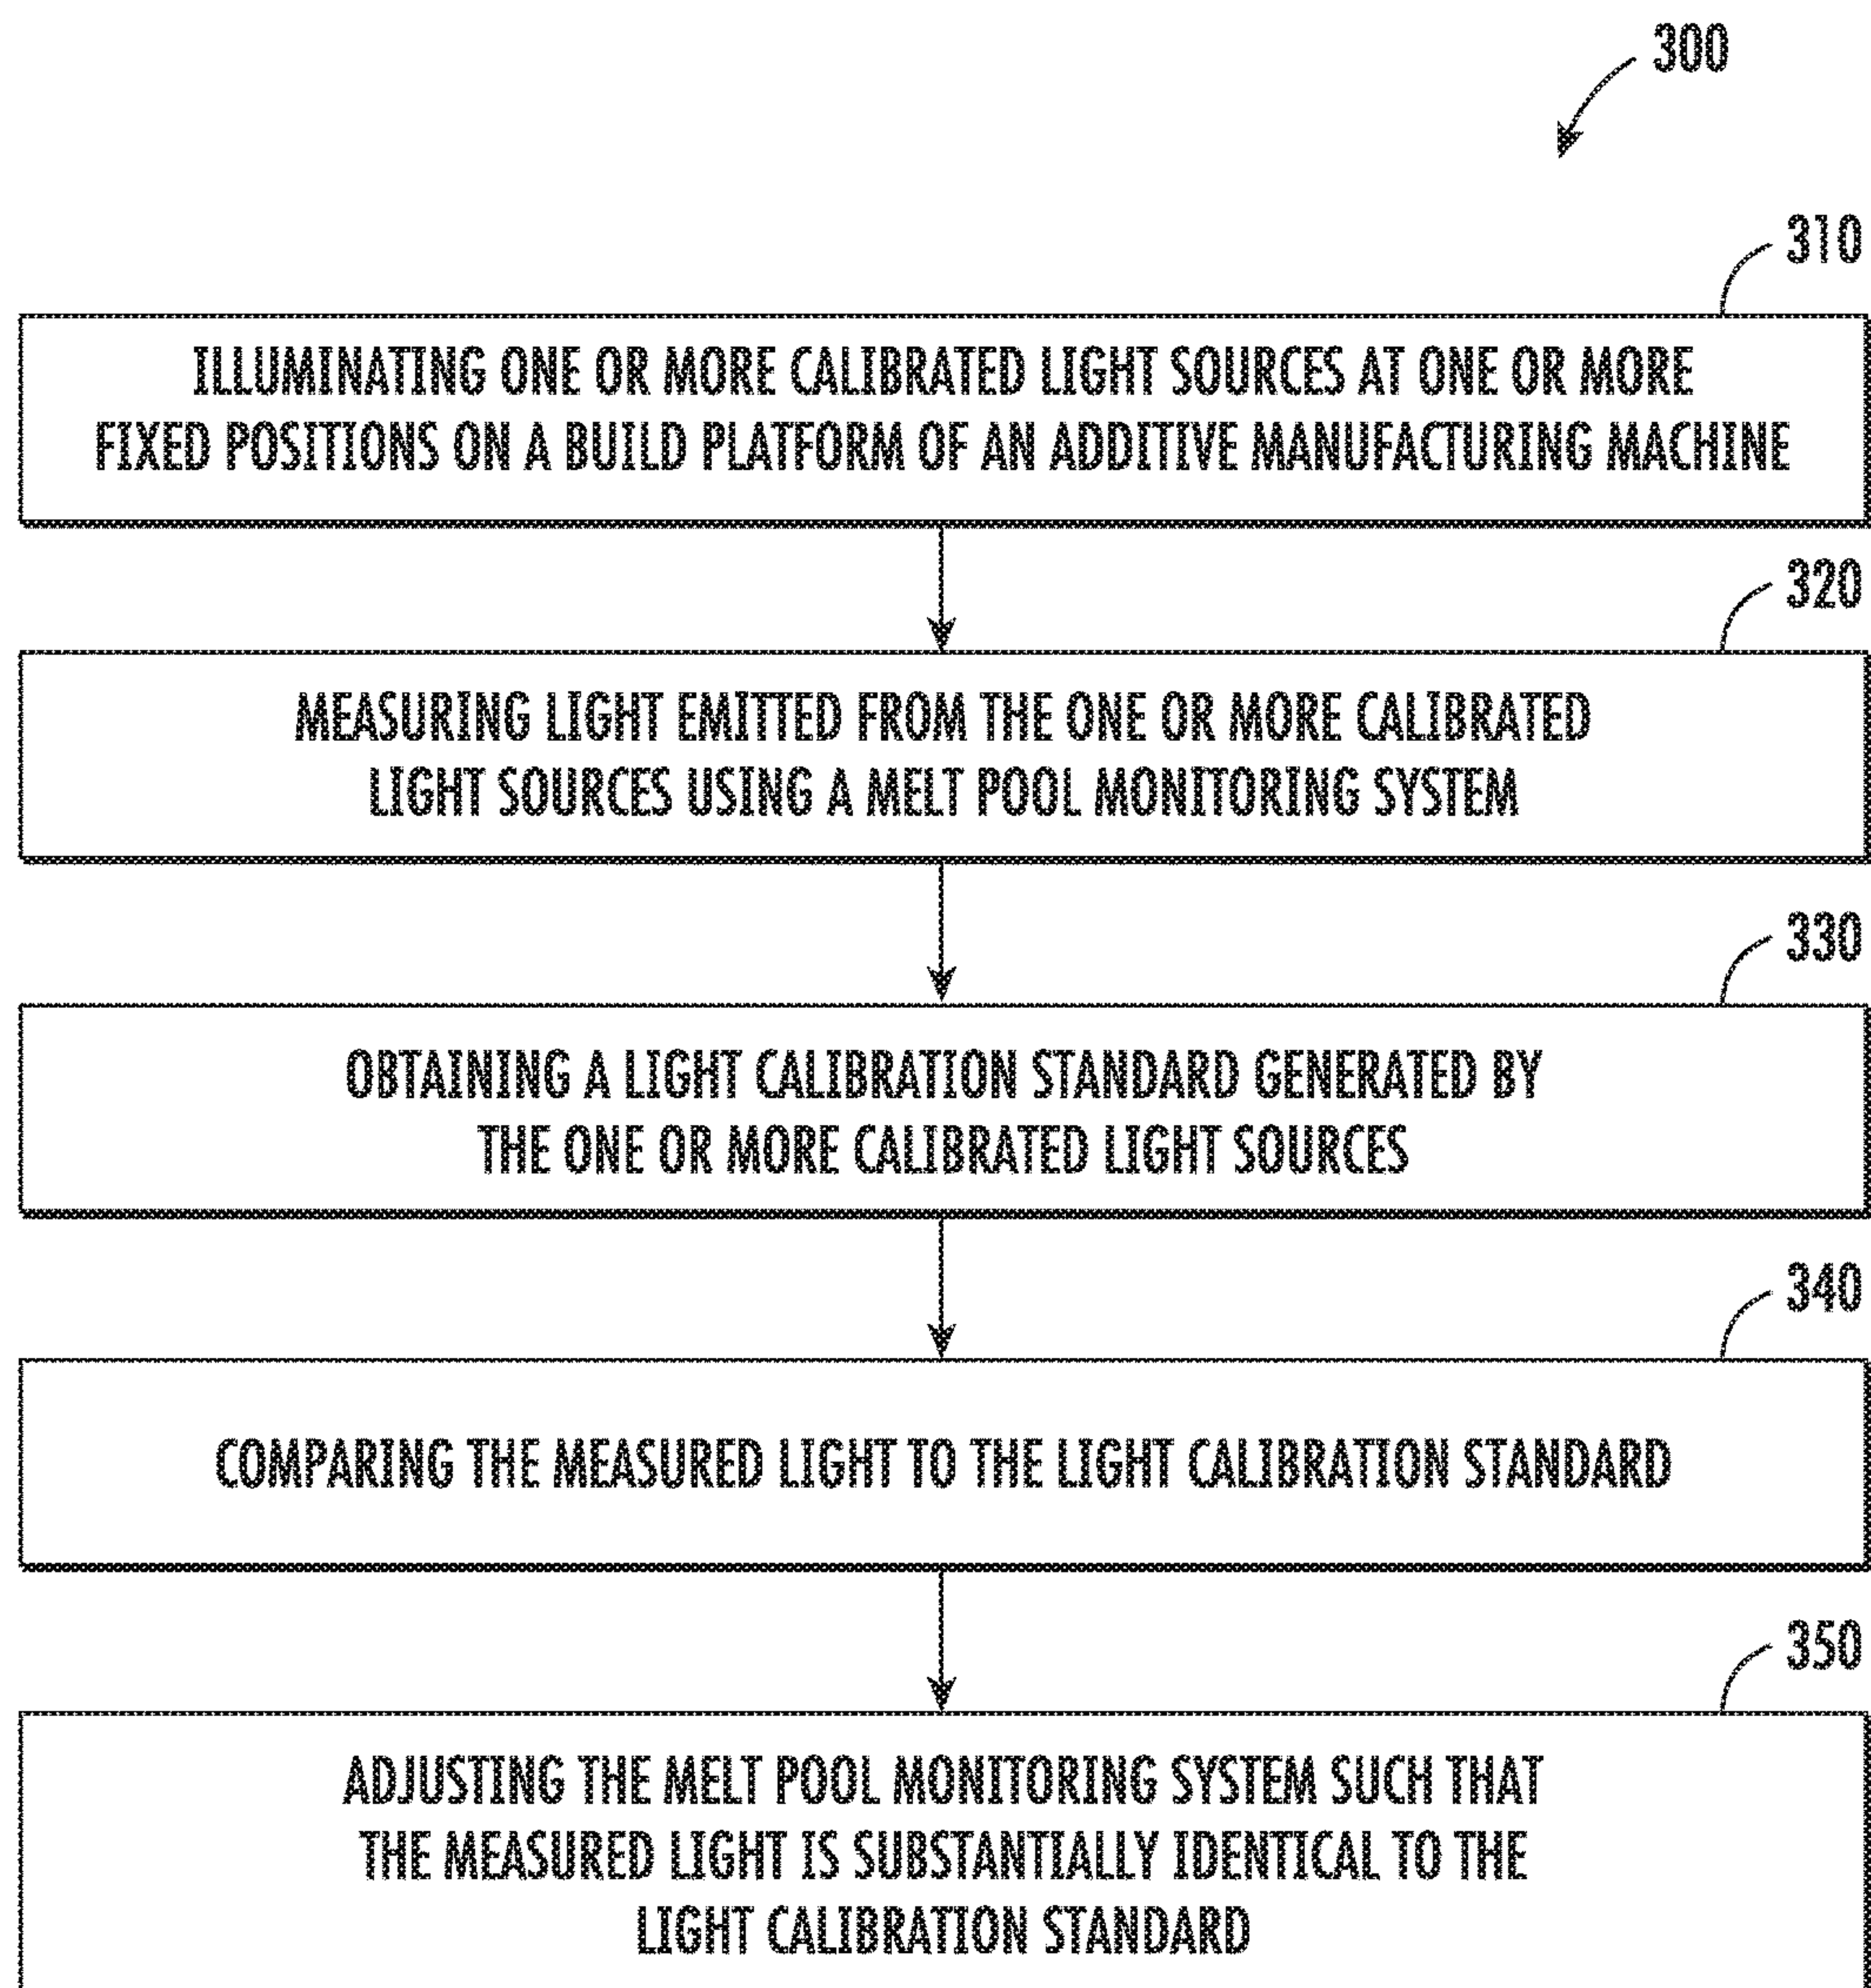 300
310
ILLUMINATING ONE OR MORE CALIBRATED LIGHT SOURCES AT ONE OR MORE
FIXED POSITIONS ON A BUILD PLATFORM OF AN ADDITIVE MANUFACTURING MACHINE
320
MEASURING LIGHT EMITTED FROM THE ONE OR MORE CALIBRATED
LIGHT SOURCES USING A MELT POOL MONITORING SYSTEM
330
OBTAINING A LIGHT CALIBRATION STANDARD GENERATED BY
THE ONE OR MORE CALIBRATED LIGHT SOURCES
340
COMPARING THE MEASURED LIGHT TO THE LIGHT CALIBRATION STANDARD
350
ADJUSTING THE MELT POOL MONITORING SYSTEM SUCH THAT
THE MEASURED LIGHT IS SUBSTANTIALLY IDENTICAL TO THE
LIGHT CALIBRATION STANDARD